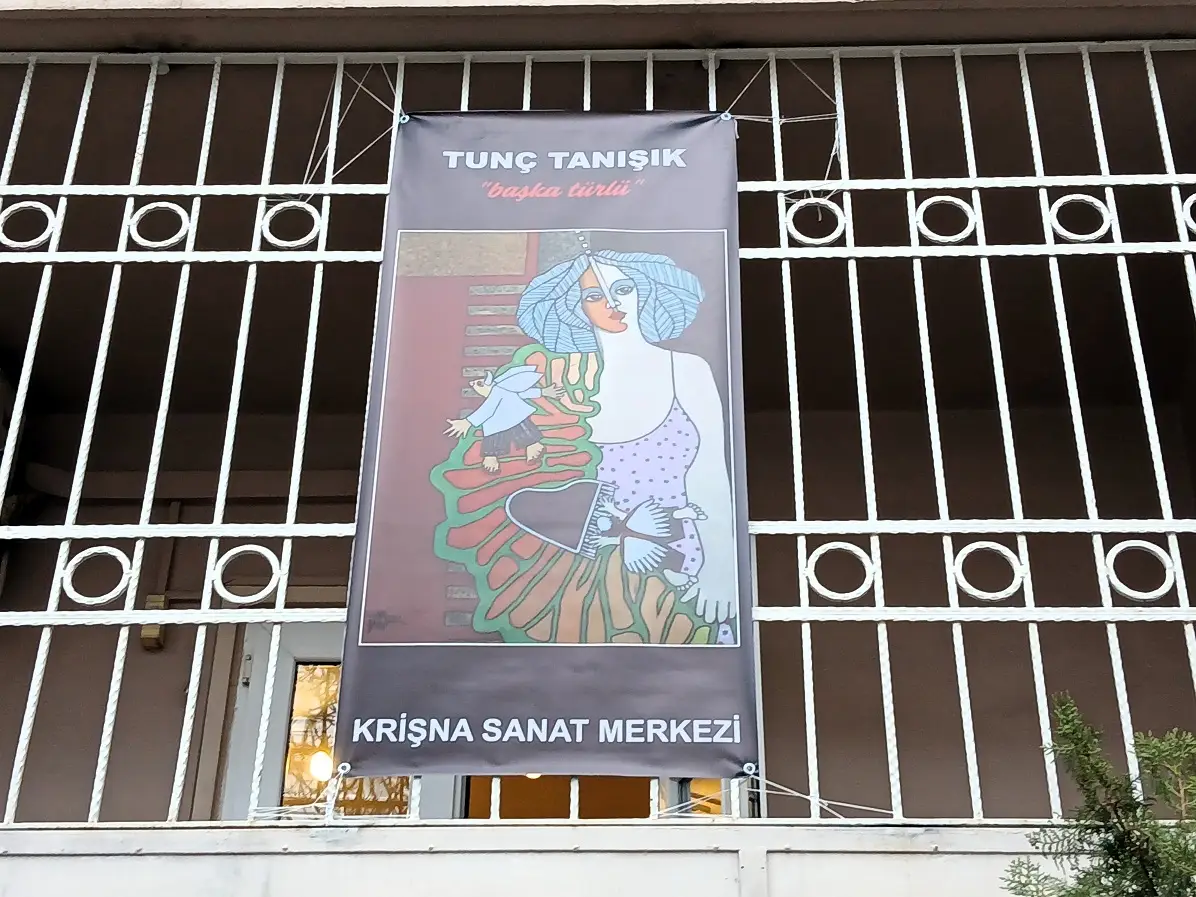 TUNÇ TANIŞIK
"başka türlü"
KRİŞNA SANAT MERKEZİ